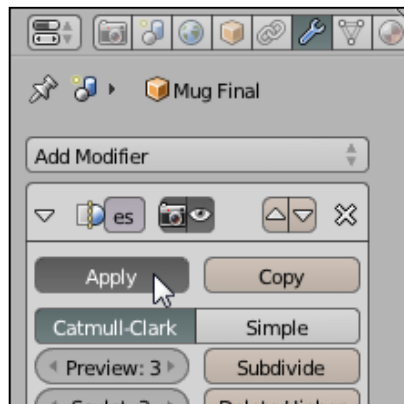 Mug Final
Add Modifier
es
Apply Copy
Catmull-Clark Simple
Preview: 3 Subdivide